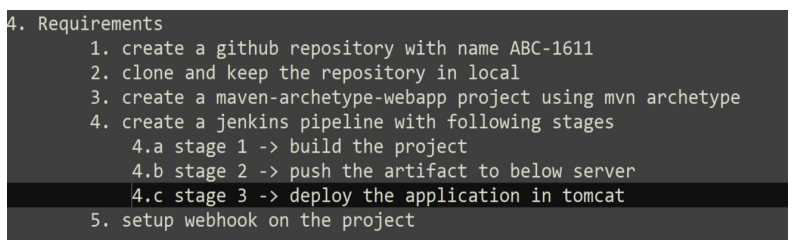 4. Requirements
1. create a github repository with name ABC-1611
2. clone and keep the repository in local
3. create a maven-archetype-webapp project using mvn archetype
4. create a jenkins pipeline with following stages
4.a stage 1 -> build the project
4.b stage 2 -> push the artifact to below server
4.c stage 3 -> deploy the application in tomcat
5. setup webhook on the project